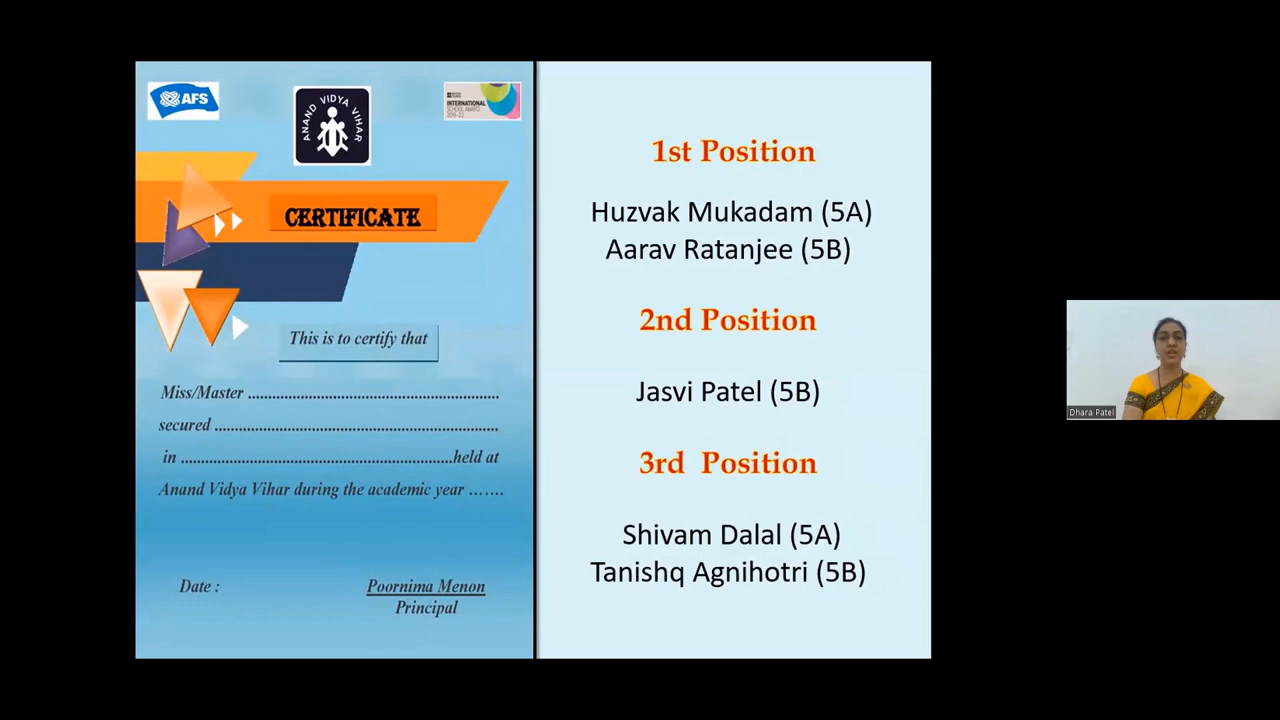 AFS
ANAND VIDYA VIHAR
INTERNATIONAL
SCHOOL AWARD
2019-22
CERTIFICATE
This is to certify that
Miss/Master ..................................................
secured .........................................................
in .......................................................held at
Anand Vidya Vihar during the academic year .......
Date :
Poornima Menon
Principal
1st Position
Huzvak Mukadam (5A)
Aarav Ratanjee (5B)
2nd Position
Jasvi Patel (5B)
3rd Position
Shivam Dalal (5A)
Tanishq Agnihotri (5B)
Dhara Patel